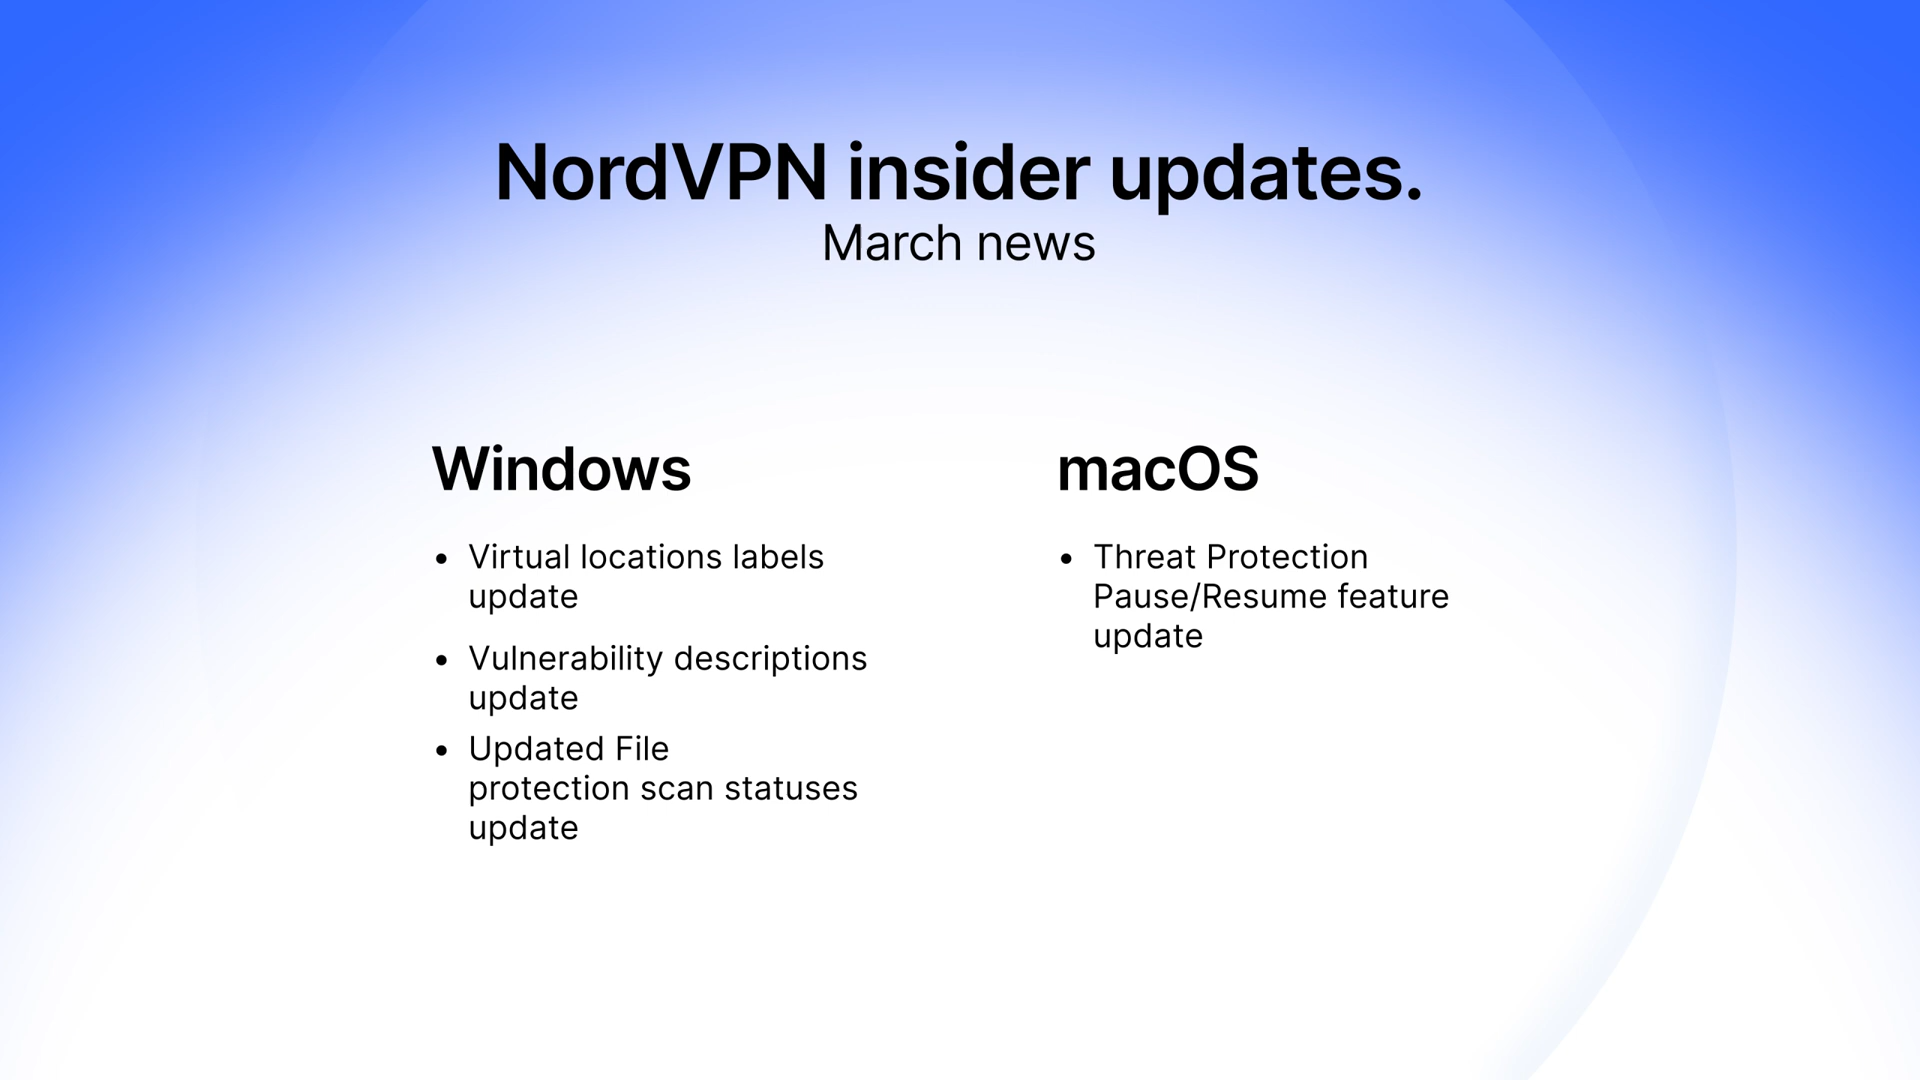 NordVPN insider updates.
March news
Windows
• Virtual locations labels
update
• Vulnerability descriptions
update
• Updated File
protection scan statuses
update
macOS
• Threat Protection
Pause/Resume feature
update